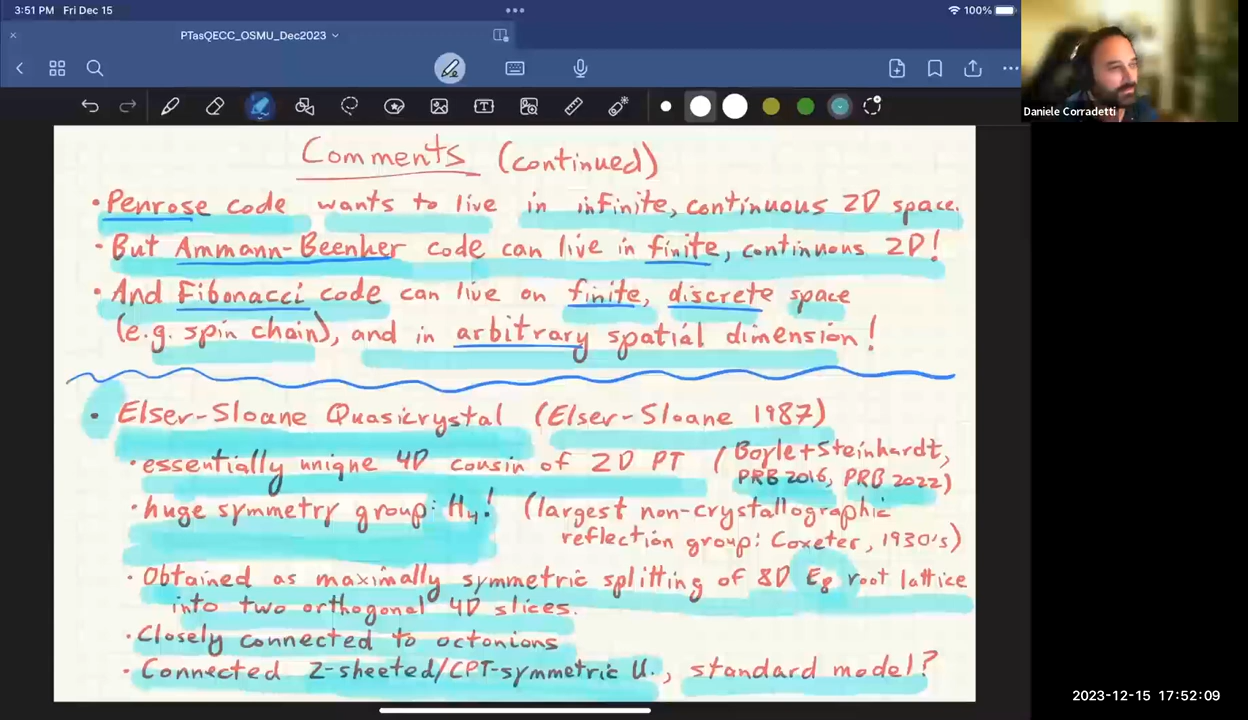 3:51 PM Fri Dec 15
100%
PTasQECC_OSMU_Dec2023
Daniele Corradetti
Comments (continued)
• Penrose code wants to live in infinite, continuous 2D space.
• But Ammann-Beenker code can live in finite, continuous 2D!
• And Fibonacci code can live on finite, discrete space
(e.g. spin chain), and in arbitrary spatial dimension!
• Elser-Sloane Quasicrystal (Elser-Sloane 1987)
• essentially unique 4D cousin of 2D PT (Boyle+Steinhardt,
PRB 2016, PRB 2022)
• huge symmetry group: H4! (largest non-crystallographic
reflection group: Coxeter, 1930's)
• Obtained as maximally symmetric splitting of 8D E8 root lattice
into two orthogonal 4D slices.
• Closely connected to octonions
• Connected 2-sheeted/CPT-symmetric U., standard model?
2023-12-15 17:52:09